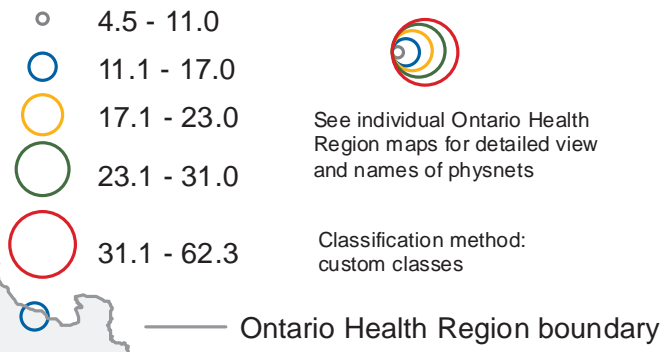 4.5 - 11.0
11.1 - 17.0
17.1 - 23.0
23.1 - 31.0
31.1 - 62.3
See individual Ontario Health
Region maps for detailed view
and names of physnets
Classification method:
custom classes
Ontario Health Region boundary